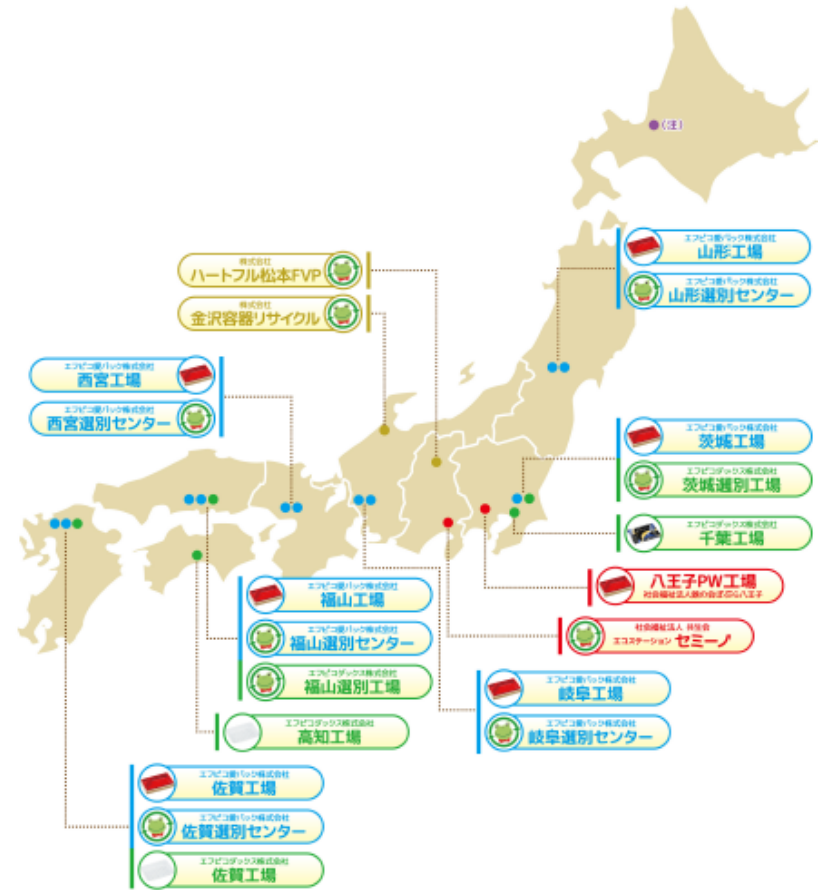 (注)
エフピコ愛パック株式会社
山形工場
エフピコ愛パック株式会社
山形選別センター
株式会社
ハートフル松本FVP
株式会社
金沢容器リサイクル
エフピコ愛パック株式会社
西宮工場
エフピコ愛パック株式会社
西宮選別センター
エフピコ愛パック株式会社
茨城工場
エフピコダックス株式会社
茨城選別工場
エフピコダックス株式会社
千葉工場
八王子PW工場
社会福祉法人
社会福祉法人 共生会
エコステーション セミーノ
エフピコ愛パック株式会社
福山工場
エフピコ愛パック株式会社
福山選別センター
エフピコダックス株式会社
福山選別工場
エフピコダックス株式会社
高知工場
エフピコ愛パック株式会社
岐阜工場
エフピコ愛パック株式会社
岐阜選別センター
エフピコ愛パック株式会社
佐賀工場
エフピコ愛パック株式会社
佐賀選別センター
エフピコダックス株式会社
佐賀工場